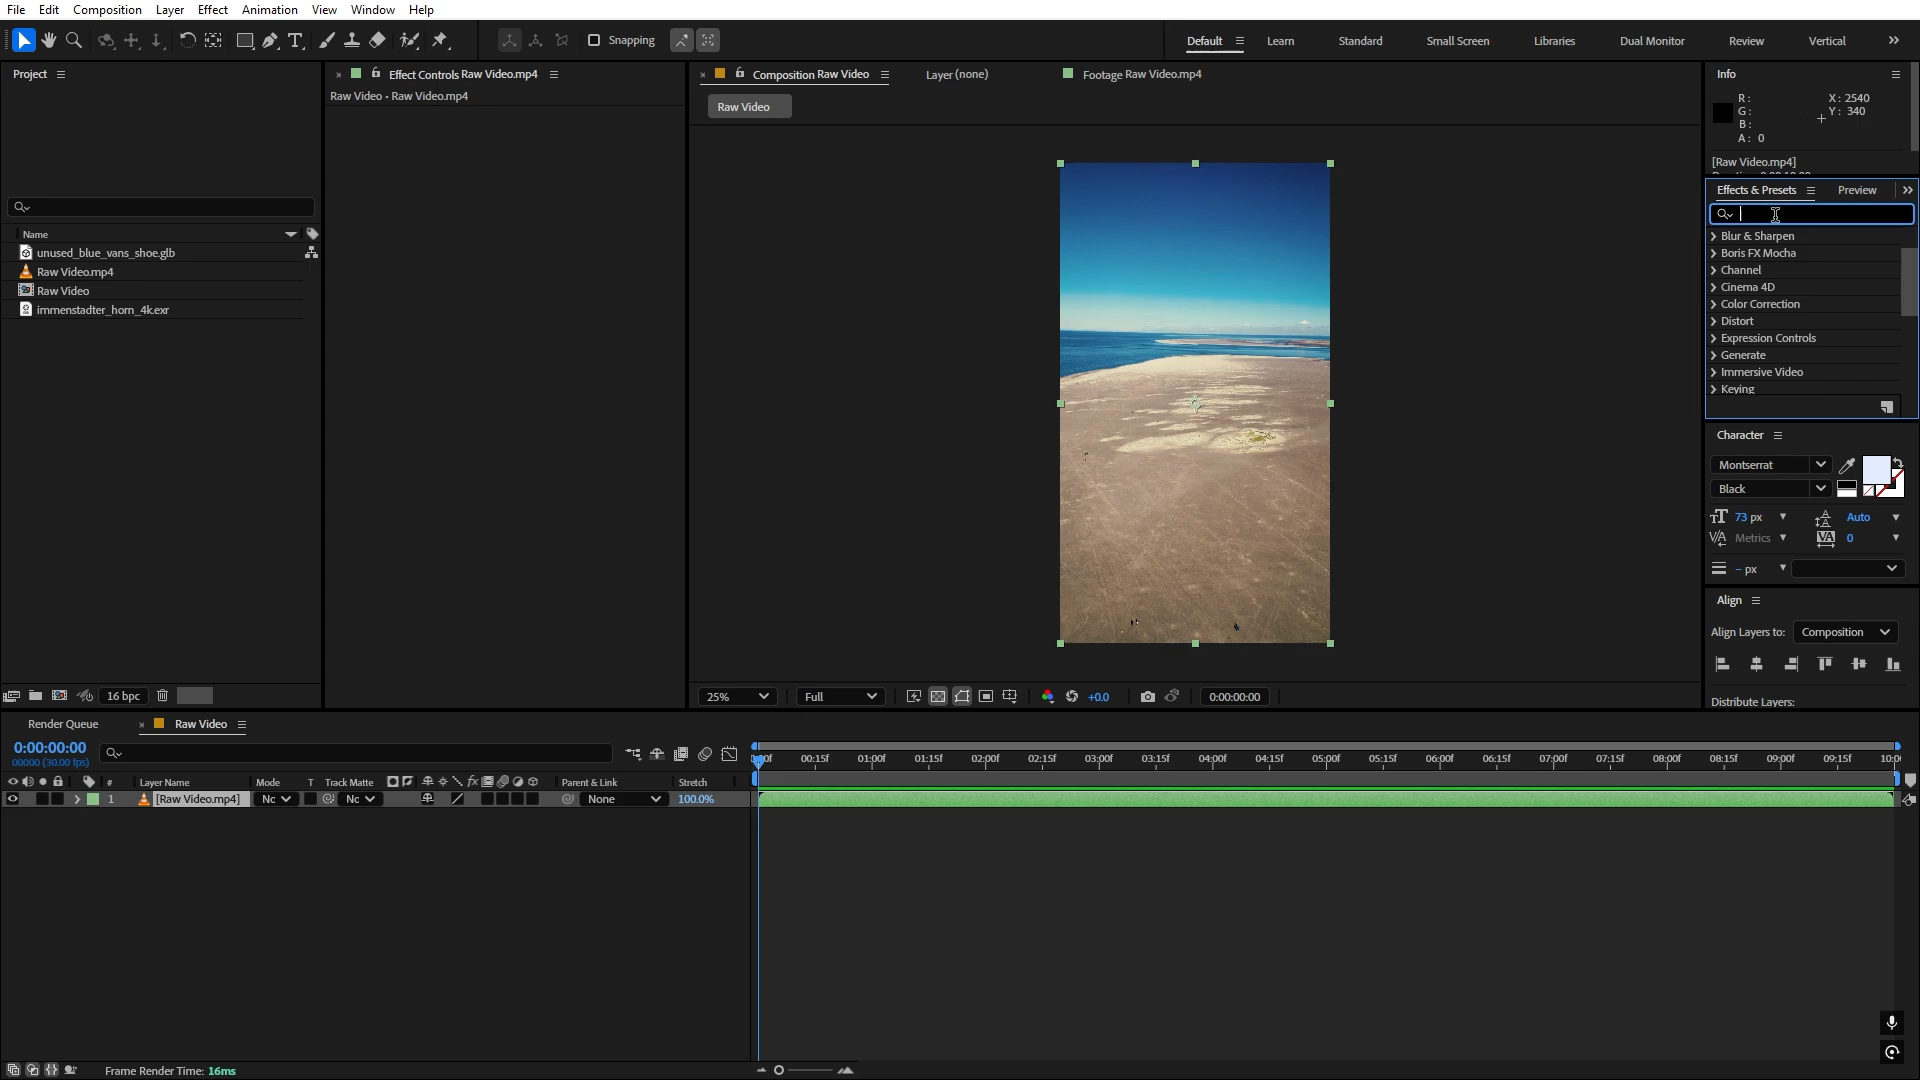 File Edit Composition Layer Effect Animation View Window Help
Snapping
Default Learn Standard Small Screen Libraries Dual Monitor Review Vertical
Project
Name
unused_blue_vans_shoe.glb
Raw Video.mp4
Raw Video
immenstadter_horn_4k.exr
16 bpc
Effect Controls Raw Video.mp4
Raw Video • Raw Video.mp4
Composition Raw Video Layer (none) Footage Raw Video.mp4
Raw Video
25% Full +0.0 0:00:00:00
Info
R: X: 2540
G: Y: 340
B:
A: 0
[Raw Video.mp4]
Effects & Presets Preview
Blur & Sharpen
Boris FX Mocha
Channel
Cinema 4D
Color Correction
Distort
Expression Controls
Generate
Immersive Video
Keying
Character
Montserrat
Black
73 px Auto
Metrics 0
- px
Align
Align Layers to: Composition
Distribute Layers:
Render Queue Raw Video
0:00:00:00
00000 (30.00 fps)
# Layer Name Mode T Track Matte Parent & Link Stretch
1 [Raw Video.mp4] Nc Nc None 100.0%
00:15f 01:00f 01:15f 02:00f 02:15f 03:00f 03:15f 04:00f 04:15f 05:00f 05:15f 06:00f 06:15f 07:00f 07:15f 08:00f 08:15f 09:00f 09:15f 10:0
Frame Render Time: 16ms